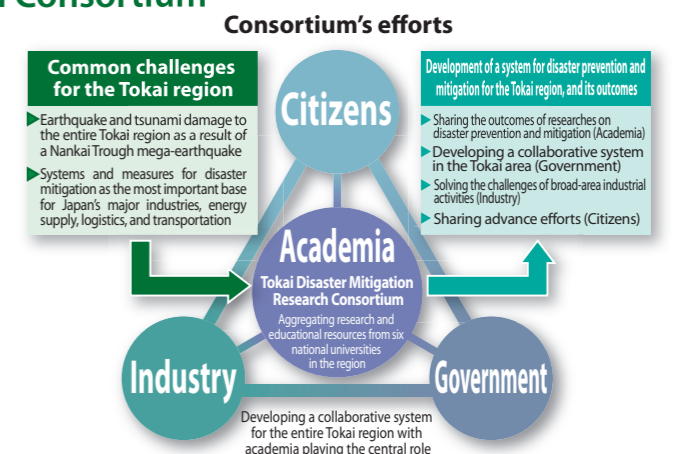 Consortium
Consortium's efforts
Common challenges
for the Tokai region
Earthquake and tsunami damage to
the entire Tokai region as a result of
a Nankai Trough mega-earthquake
Systems and measures for disaster
mitigation as the most important base
for Japan's major industries, energy
supply, logistics, and transportation
Citizens
Development of a system for disaster prevention and
mitigation for the Tokai region, and its outcomes
Sharing the outcomes of researches on
disaster prevention and mitigation (Academia)
Developing a collaborative system
in the Tokai area (Government)
Solving the challenges of broad-area industrial
activities (Industry)
Sharing advance efforts (Citizens)
Academia
Tokai Disaster Mitigation
Research Consortium
Aggregating research and
educational resources from six
national universities
in the region
Industry
Government
Developing a collaborative system
for the entire Tokai region with
academia playing the central role